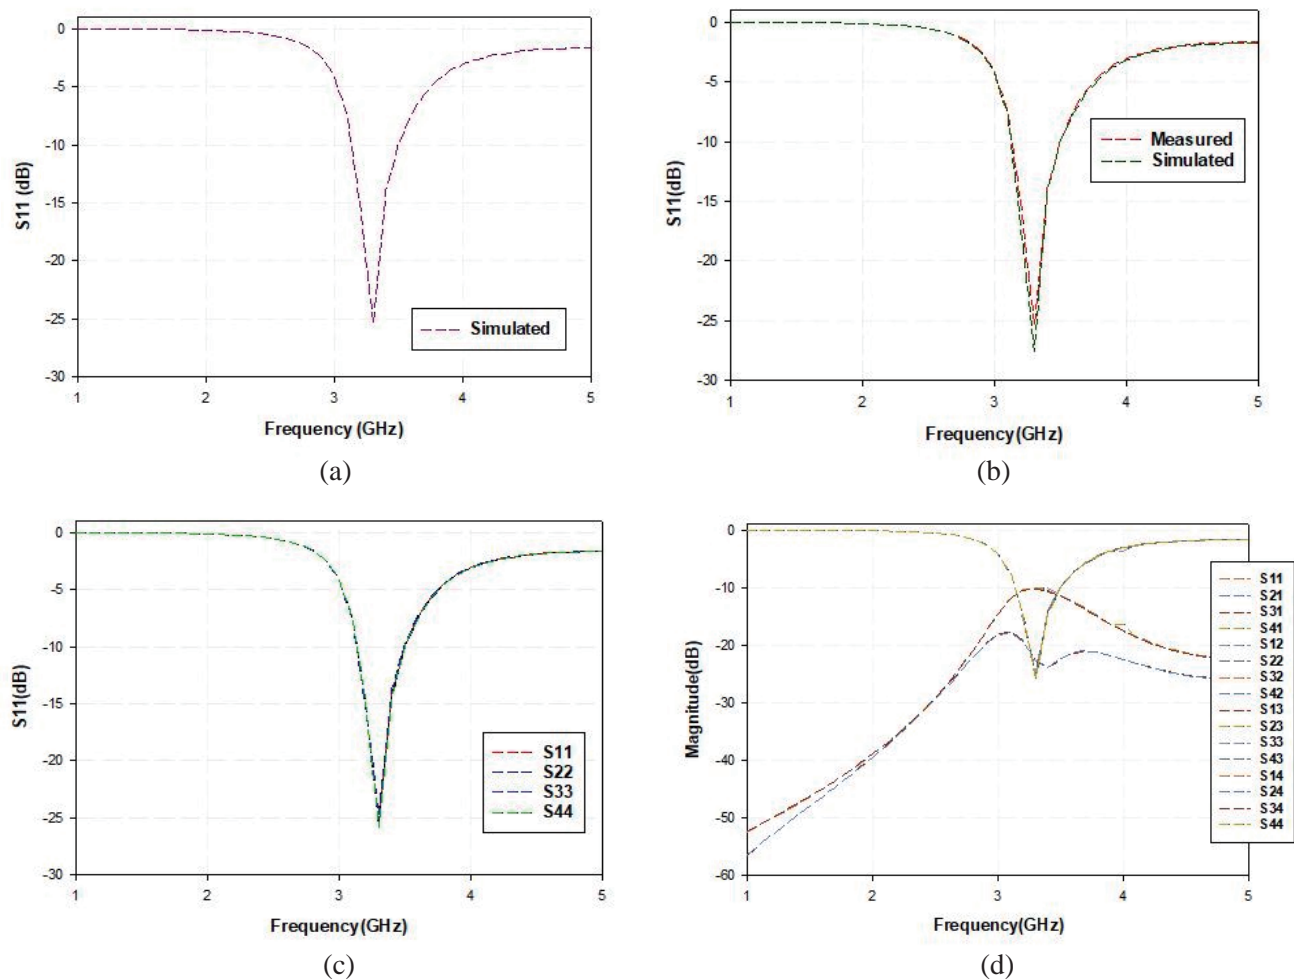 0
-5
-10
-15
-20
-25
-30
S11 (dB)
Simulated
1 2 3 4 5
Frequency (GHz)
(a)
0
-5
-10
-15
-20
-25
-30
S11(dB)
Measured
Simulated
1 2 3 4 5
Frequency(GHz)
(b)
0
-5
-10
-15
-20
-25
-30
S11(dB)
S11
S22
S33
S44
1 2 3 4 5
Frequency(GHz)
(c)
0
-10
-20
-30
-40
-50
-60
Magnitude(dB)
S11
S21
S31
S41
S12
S22
S32
S42
S13
S23
S33
S43
S14
S24
S34
S44
1 2 3 4 5
Frequency(GHz)
(d)